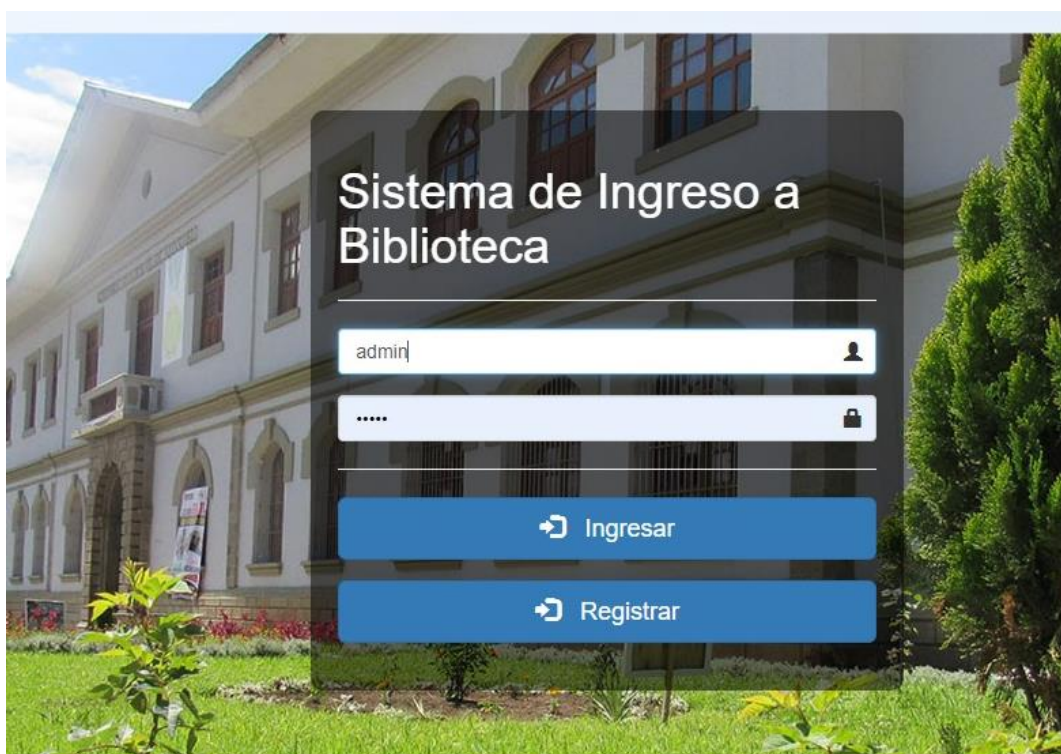 Sistema de Ingreso a
Biblioteca
admin
•••••
Ingresar
Registrar